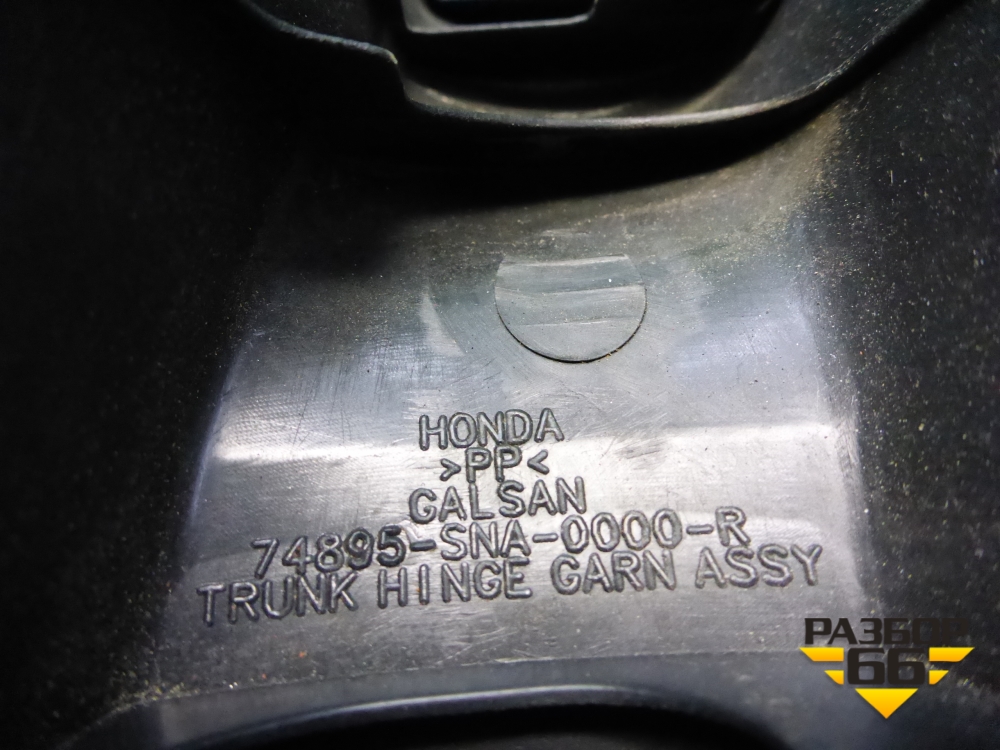 HONDA
>PP<
GALSAN
74895-SNA-0000-R
TRUNK HINGE GARN ASSY
РАЗБОР
66